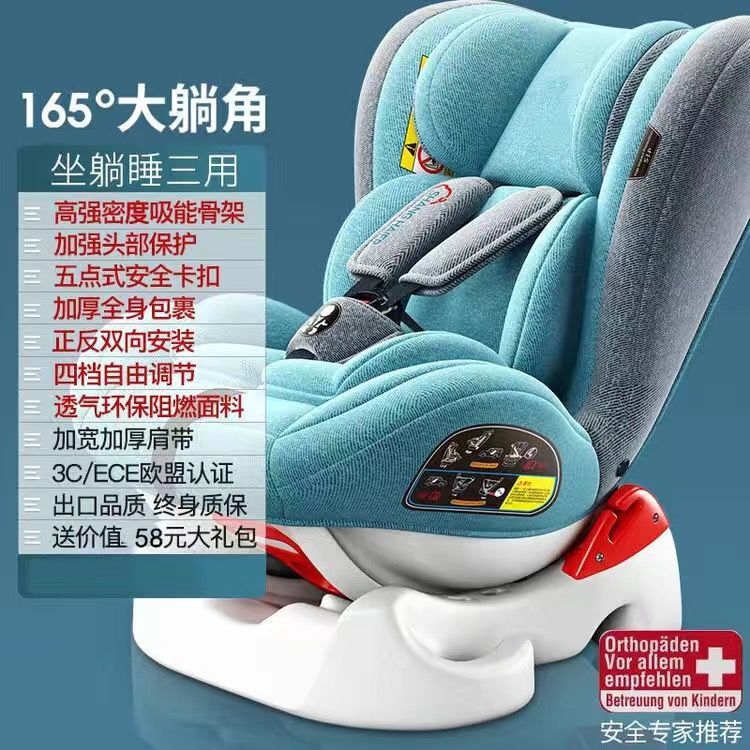 165°大躺角
坐躺睡三用
高强密度吸能骨架
加强头部保护
五点式安全卡扣
加厚全身包裹
正反双向安装
四档自由调节
透气环保阻燃面料
加宽加厚肩带
3C/ECE欧盟认证
出口品质 终身质保
送价值 58元大礼包
Orthopäden
Vor allem
empfehlen
Betreuung von Kindern
安全专家推荐